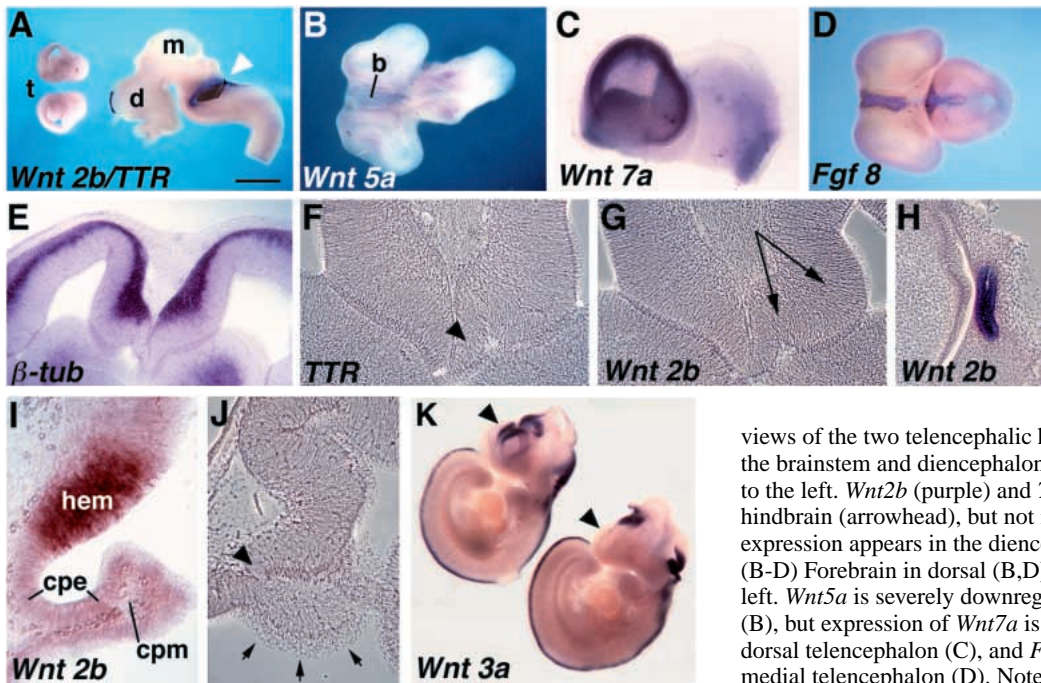 A
m
t
d
Wnt 2b/TTR
B
b
Wnt 5a
C
Wnt 7a
D
Fgf 8
E
β-tub
F
TTR
G
Wnt 2b
H
Wnt 2b
I
hem
cpe
cpm
Wnt 2b
J
K
Wnt 3a
views of the two telencephalic
the brainstem and diencephalon
to the left. Wnt2b (purple) and
hindbrain (arrowhead), but not
expression appears in the dience
(B-D) Forebrain in dorsal (B,D)
left. Wnt5a is severely downreg
(B), but expression of Wnt7a is
dorsal telencephalon (C), and F
medial telencephalon (D). Note